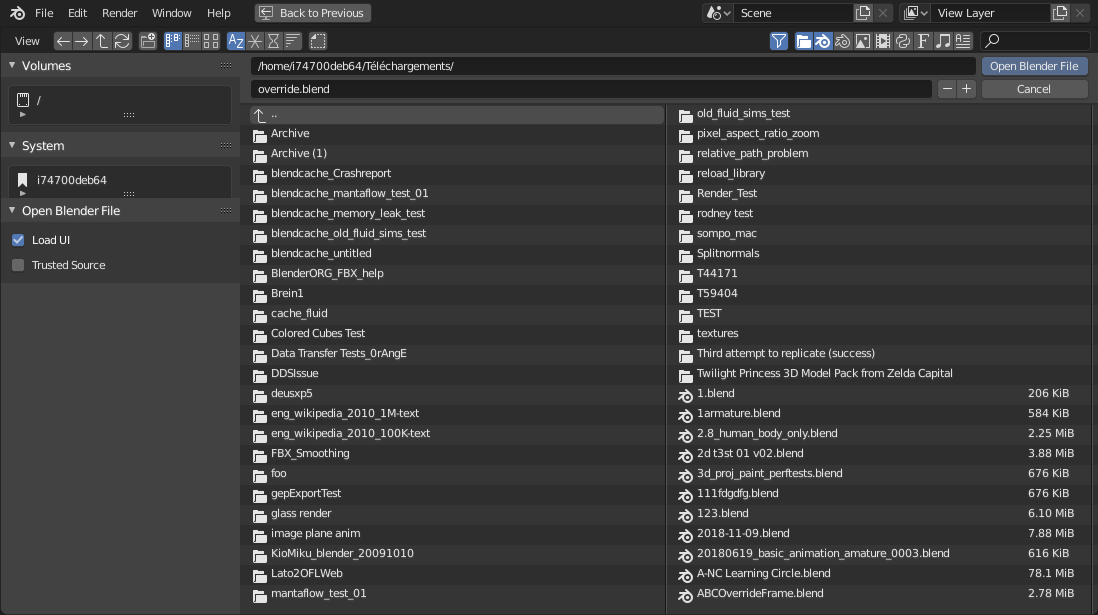 File Edit Render Window Help Back to Previous Scene View Layer
View
Volumes
/home/i74700deb64/Téléchargements/ Open Blender File
override.blend Cancel
/
System
i74700deb64
Open Blender File
Load UI
Trusted Source
..
Archive
Archive (1)
blendcache_Crashreport
blendcache_mantaflow_test_01
blendcache_memory_leak_test
blendcache_old_fluid_sims_test
blendcache_untitled
BlenderORG_FBX_help
Brein1
cache_fluid
Colored Cubes Test
Data Transfer Tests_0rAngE
DDSIssue
deusxp5
eng_wikipedia_2010_1M-text
eng_wikipedia_2010_100K-text
FBX_Smoothing
foo
gepExportTest
glass render
image plane anim
KioMiku_blender_20091010
Lato2OFLWeb
mantaflow_test_01
old_fluid_sims_test
pixel_aspect_ratio_zoom
relative_path_problem
reload_library
Render_Test
rodney test
sompo_mac
Splitnormals
T44171
T59404
TEST
textures
Third attempt to replicate (success)
Twilight Princess 3D Model Pack from Zelda Capital
1.blend 206 KiB
1armature.blend 584 KiB
2.8_human_body_only.blend 2.25 MiB
2d t3st 01 v02.blend 3.88 MiB
3d_proj_paint_perftests.blend 676 KiB
111fdgdfg.blend 676 KiB
123.blend 6.10 MiB
2018-11-09.blend 7.88 MiB
20180619_basic_animation_amature_0003.blend 616 KiB
A-NC Learning Circle.blend 78.1 MiB
ABCOverrideFrame.blend 2.78 MiB